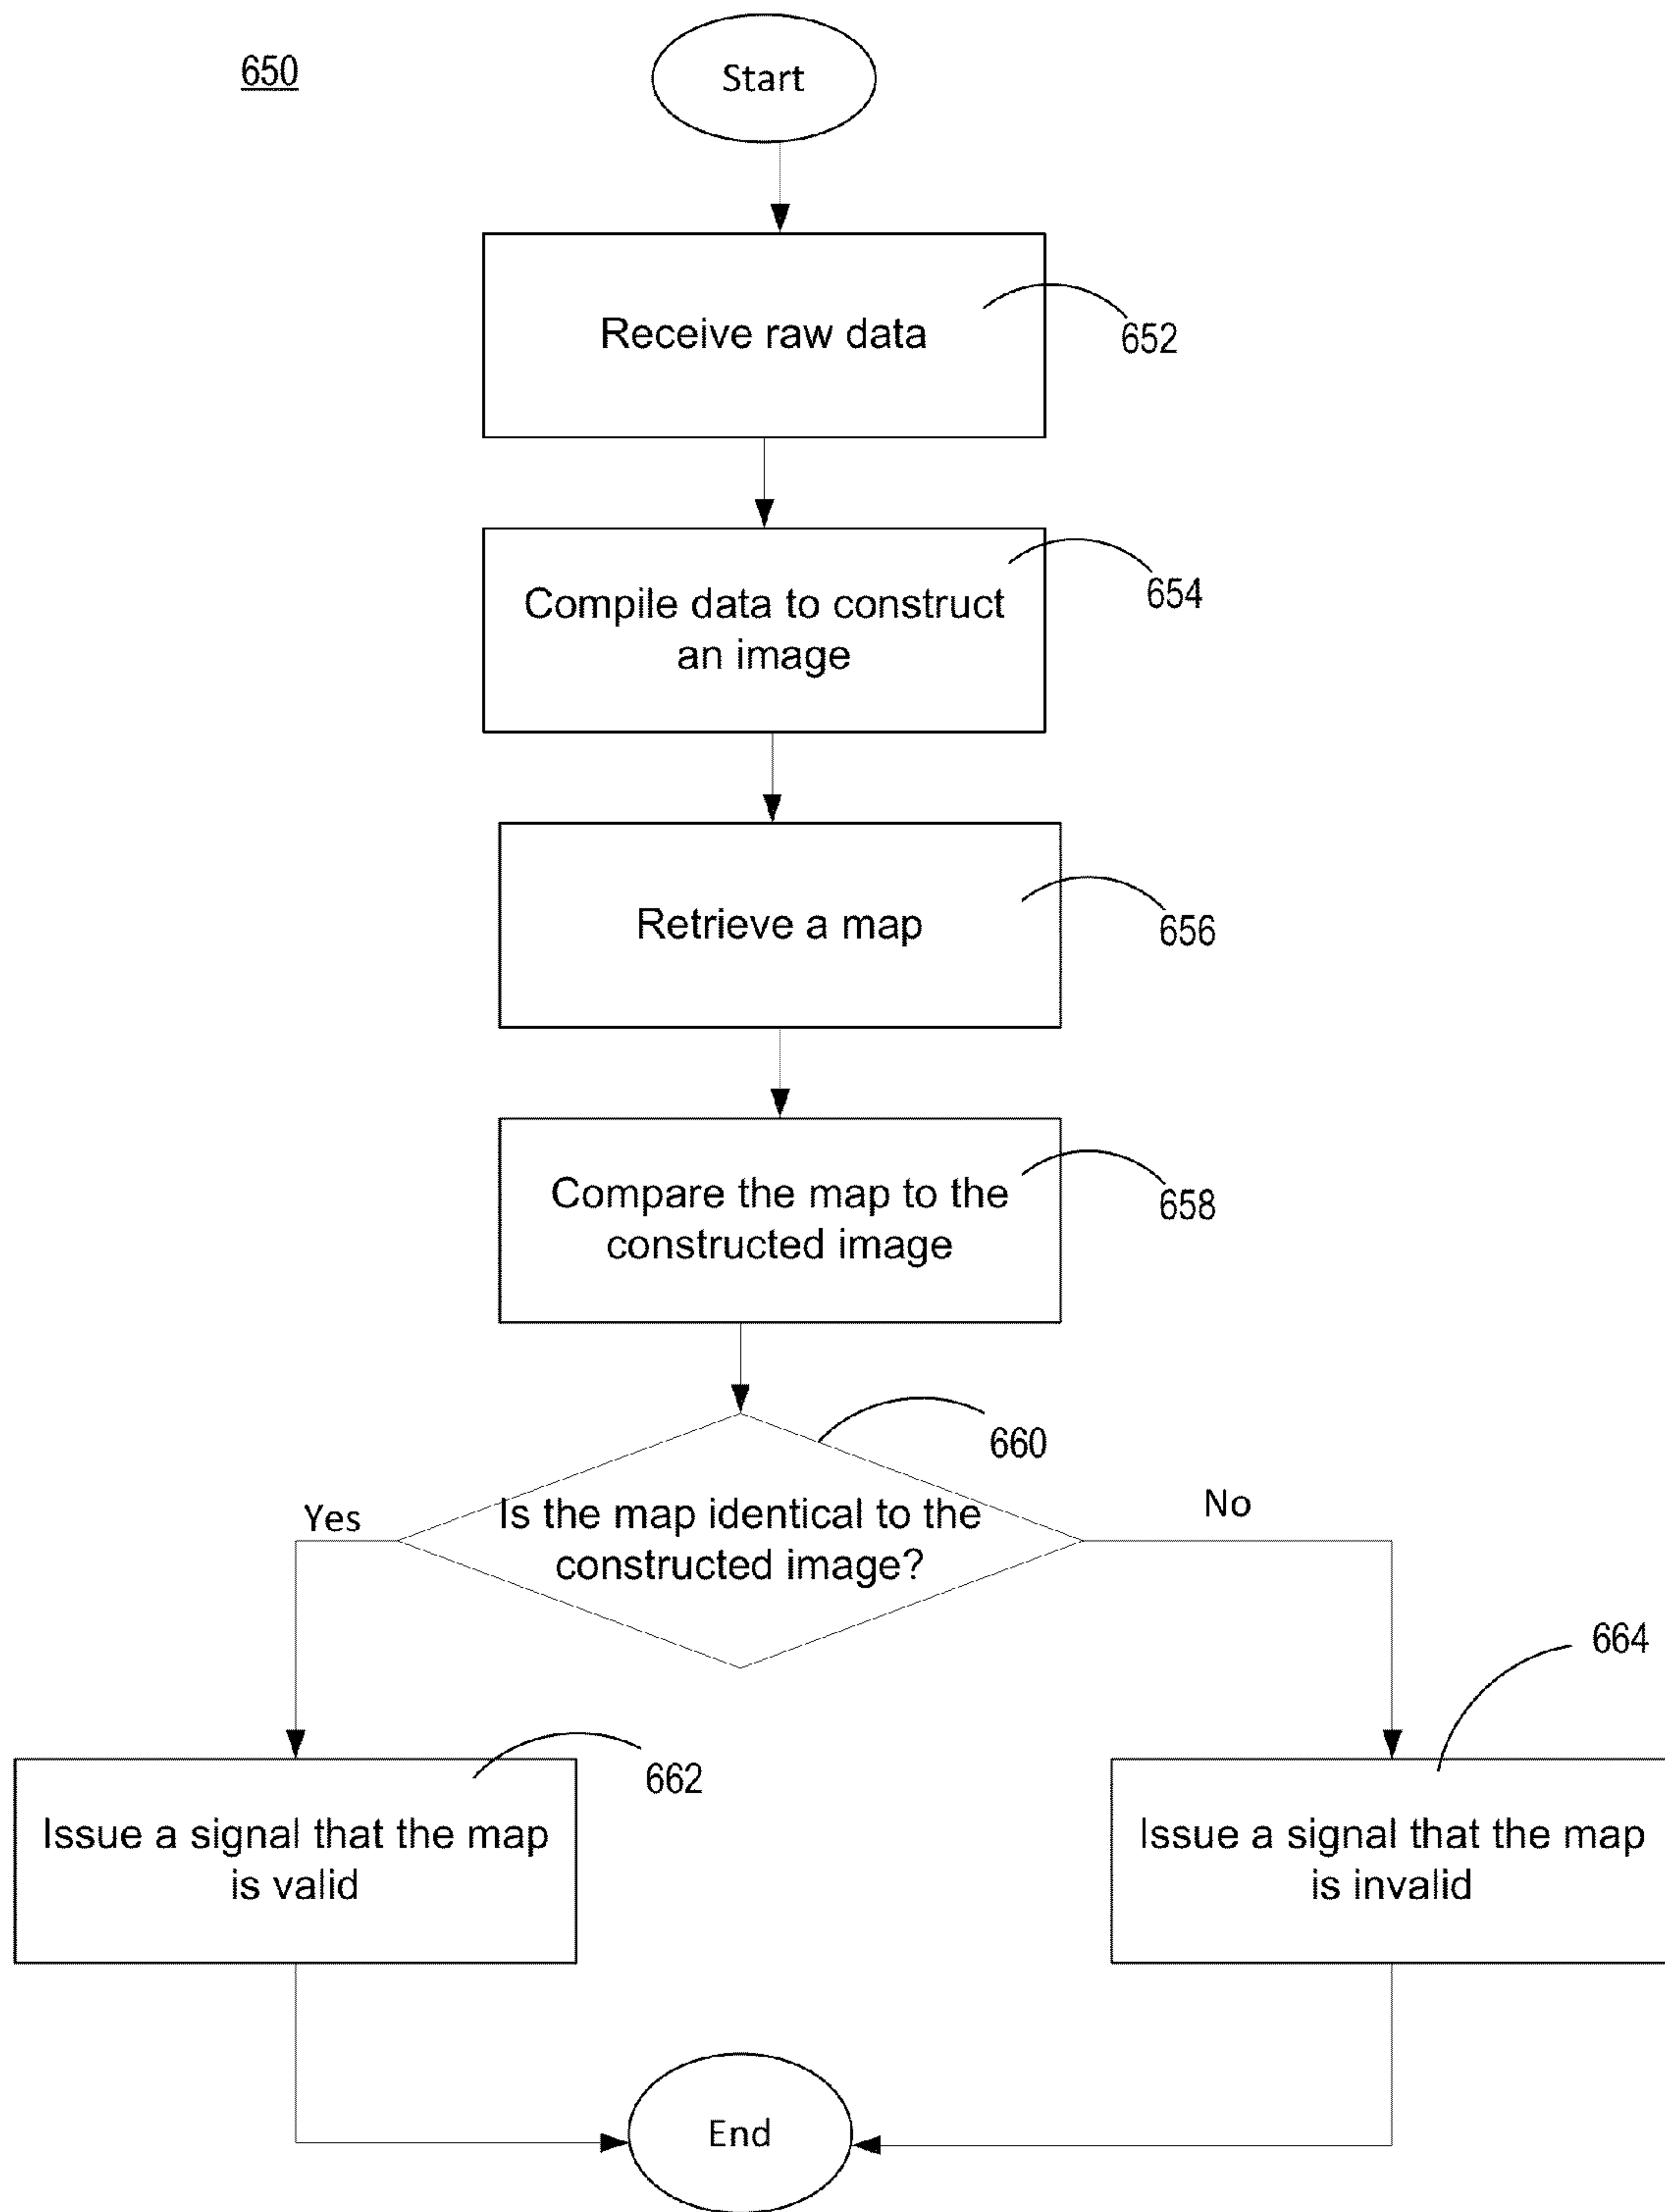 650
Start
Receive raw data
652
Compile data to construct
an image
654
Retrieve a map
656
Compare the map to the
constructed image
658
660
Is the map identical to the
constructed image?
Yes
No
664
662
Issue a signal that the map
is valid
Issue a signal that the map
is invalid
End